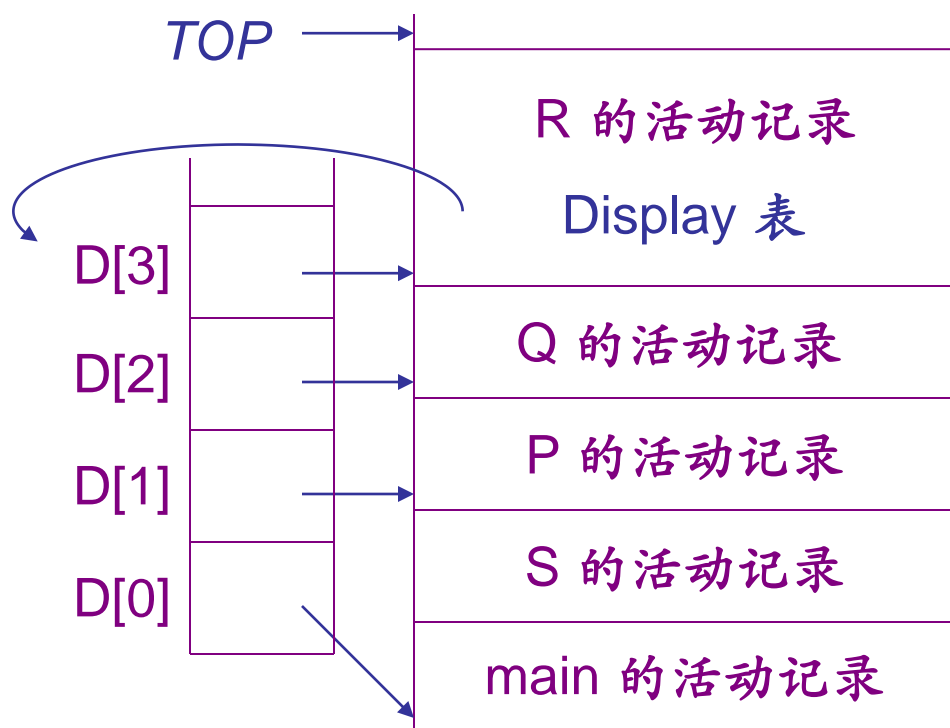 TOP
R 的活动记录
Display 表
D[3]
Q 的活动记录
D[2]
P 的活动记录
D[1]
S 的活动记录
D[0]
main 的活动记录